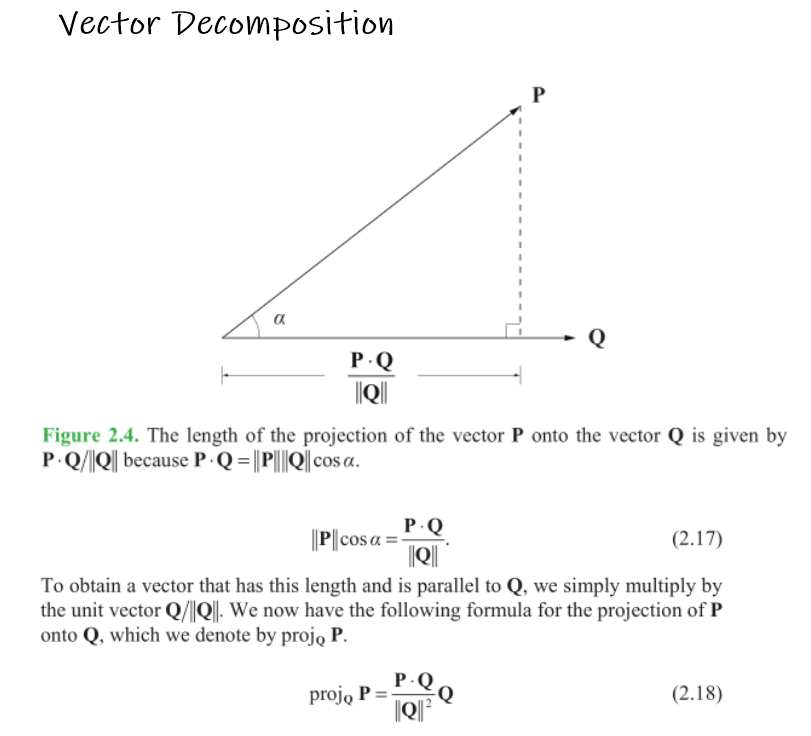 Vector Decomposition
P
α
Q
P · Q
‖Q‖
Figure 2.4. The length of the projection of the vector P onto the vector Q is given by
P · Q/‖Q‖ because P · Q = ‖P‖‖Q‖ cos α.
‖P‖ cos α = P · Q / ‖Q‖. (2.17)
To obtain a vector that has this length and is parallel to Q, we simply multiply by
the unit vector Q/‖Q‖. We now have the following formula for the projection of P
onto Q, which we denote by proj_Q P.
proj_Q P = P · Q / ‖Q‖² Q (2.18)